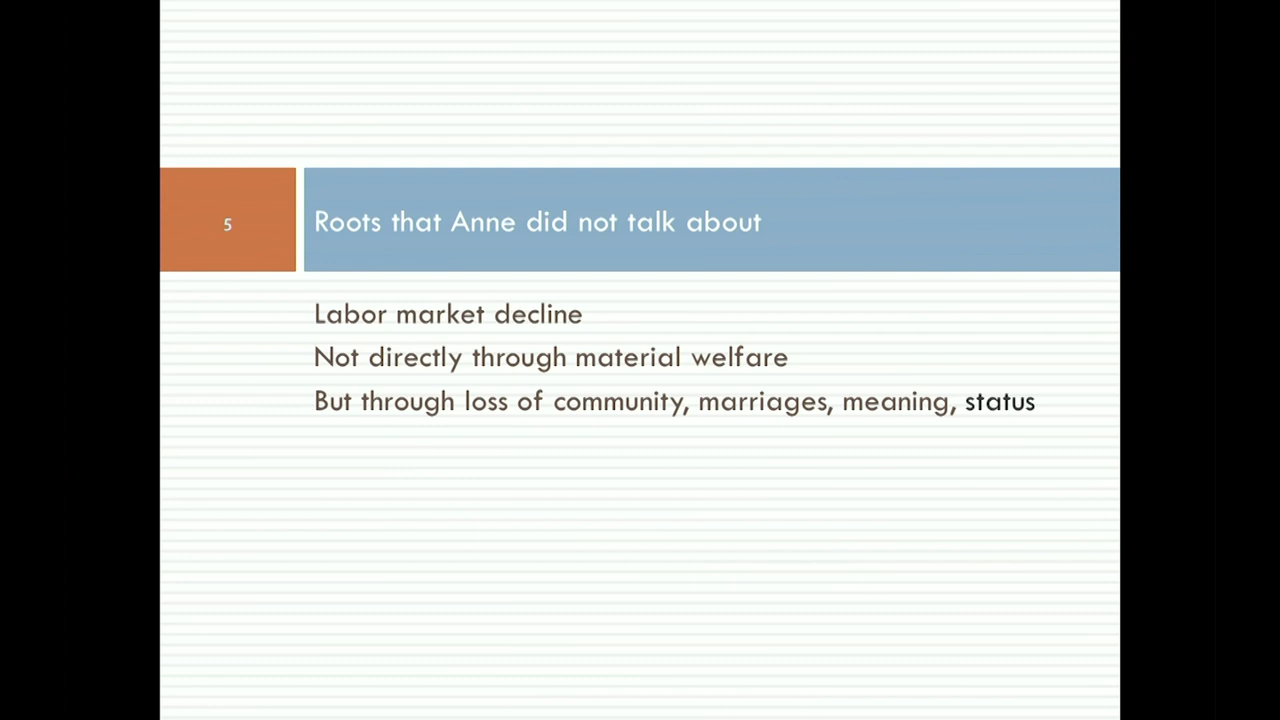 5
Roots that Anne did not talk about
Labor market decline
Not directly through material welfare
But through loss of community, marriages, meaning, status